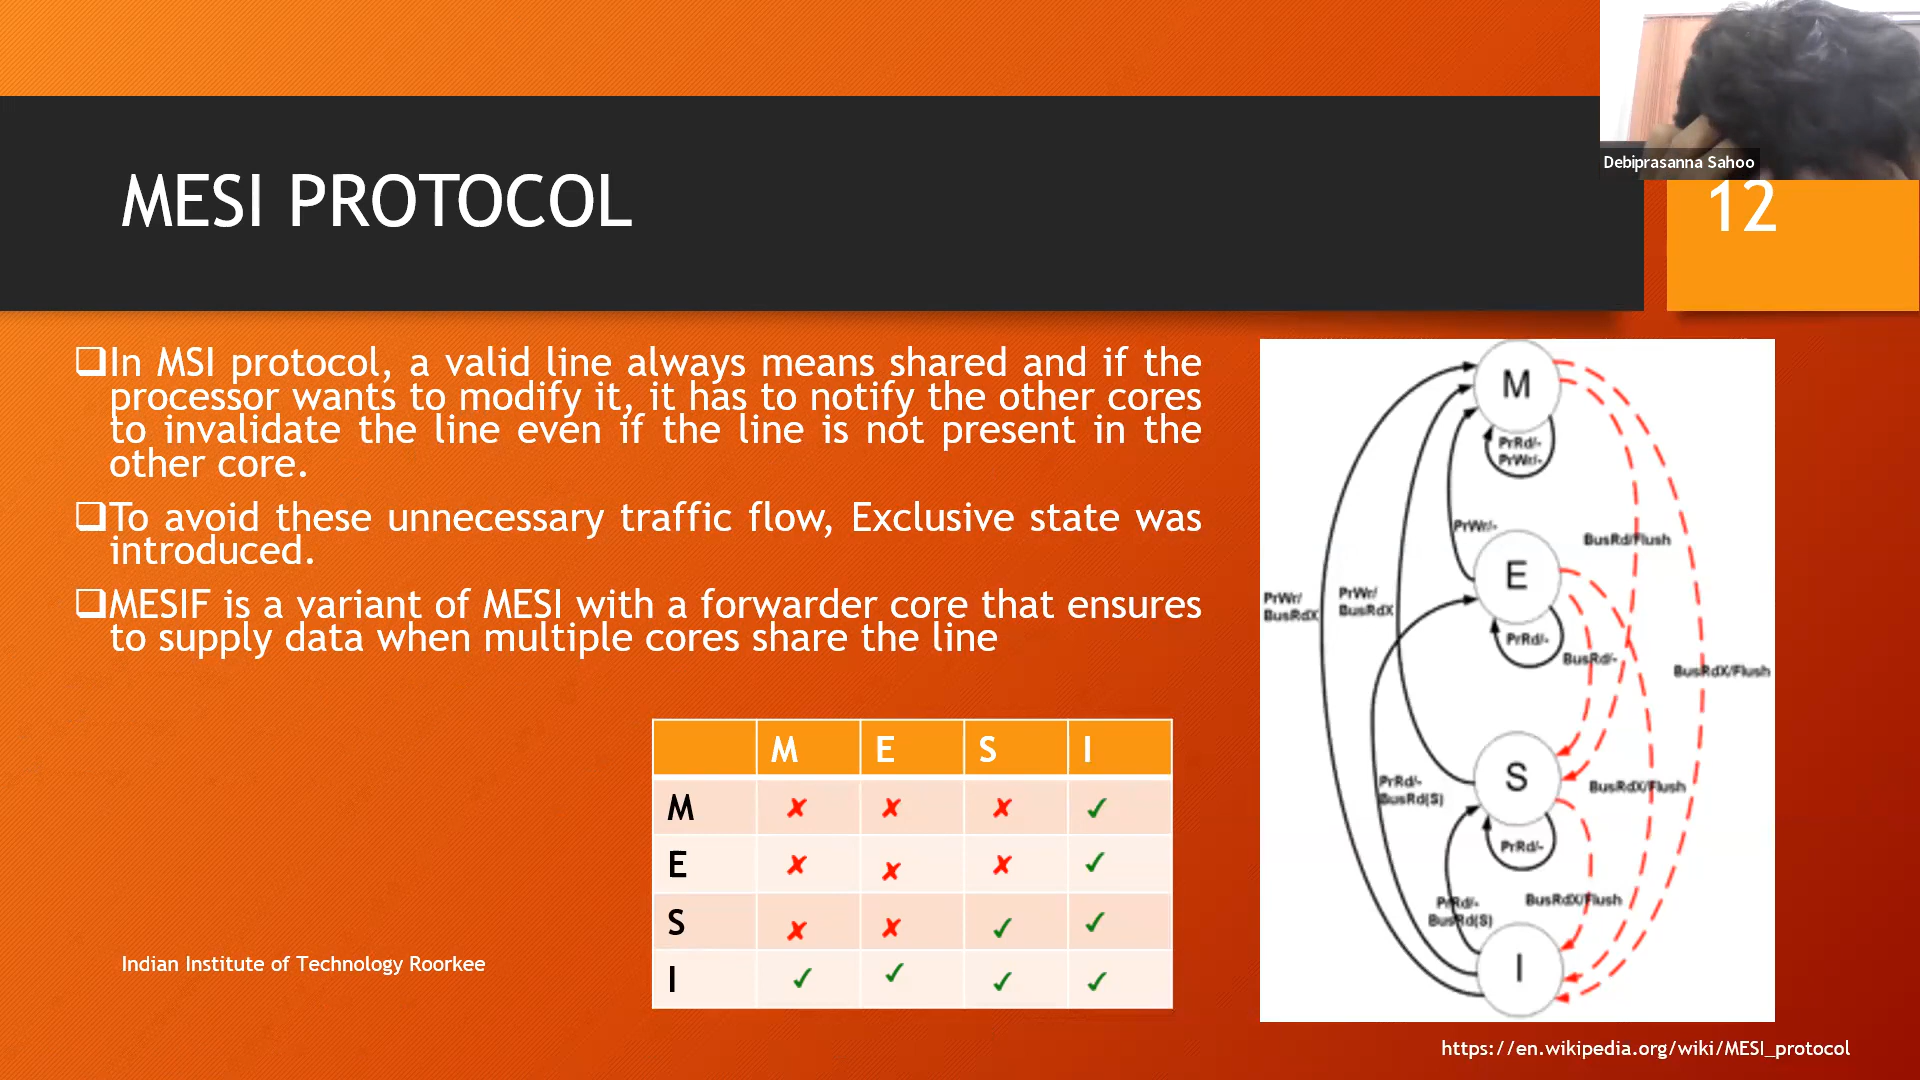 Debiprasanna Sahoo
MESI PROTOCOL
12
In MSI protocol, a valid line always means shared and if the
processor wants to modify it, it has to notify the other cores
to invalidate the line even if the line is not present in the
other core.
To avoid these unnecessary traffic flow, Exclusive state was
introduced.
MESIF is a variant of MESI with a forwarder core that ensures
to supply data when multiple cores share the line
M E S I
M ✘ ✘ ✘ ✓
E ✘ ✘ ✘ ✓
S ✘ ✘ ✓ ✓
I ✓ ✓ ✓ ✓
M
PrRd/-
PrWr/-
PrWr/-
BusRd/Flush
E
PrWr/
BusRdX
PrWr/
BusRdX
PrRd/-
BusRd/-
BusRdX/Flush
S
PrRd/-
BusRd(S)
BusRdX/Flush
PrRd/-
PrRd/-
BusRd(S)
BusRdX/Flush
I
Indian Institute of Technology Roorkee
https://en.wikipedia.org/wiki/MESI_protocol